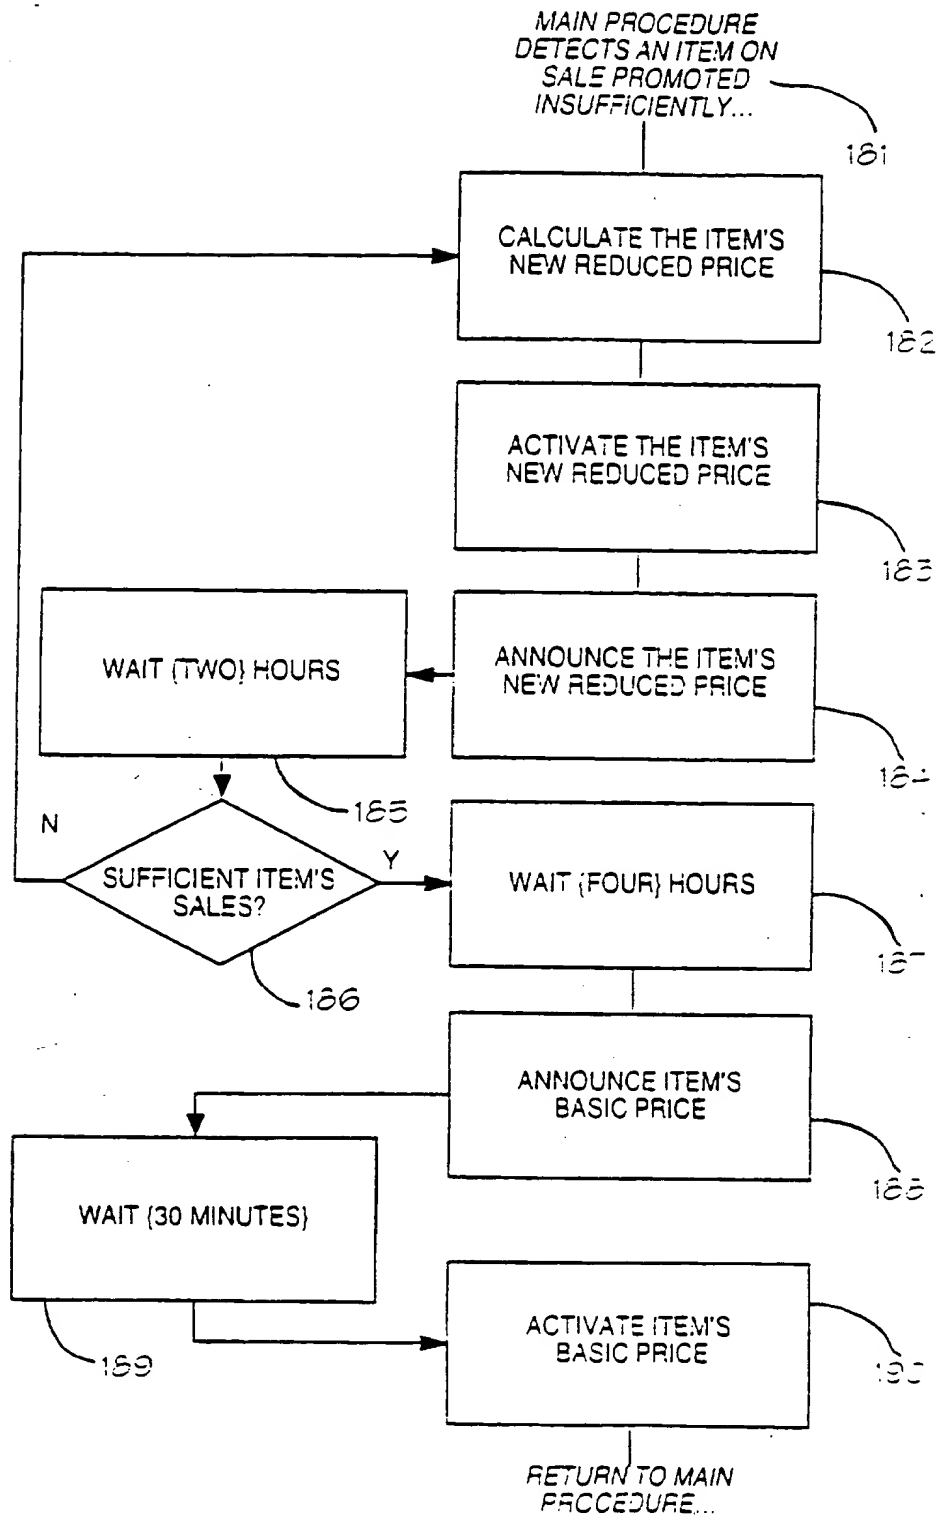 MAIN PROCEDURE
DETECTS AN ITEM ON
SALE PROMOTED
INSUFFICIENTLY...
181
CALCULATE THE ITEM'S
NEW REDUCED PRICE
182
ACTIVATE THE ITEM'S
NEW REDUCED PRICE
183
ANNOUNCE THE ITEM'S
NEW REDUCED PRICE
184
WAIT {TWO} HOURS
185
N
SUFFICIENT ITEM'S
SALES?
Y
186
WAIT {FOUR} HOURS
187
ANNOUNCE ITEM'S
BASIC PRICE
188
WAIT {30 MINUTES}
189
ACTIVATE ITEM'S
BASIC PRICE
190
RETURN TO MAIN
PROCEDURE...